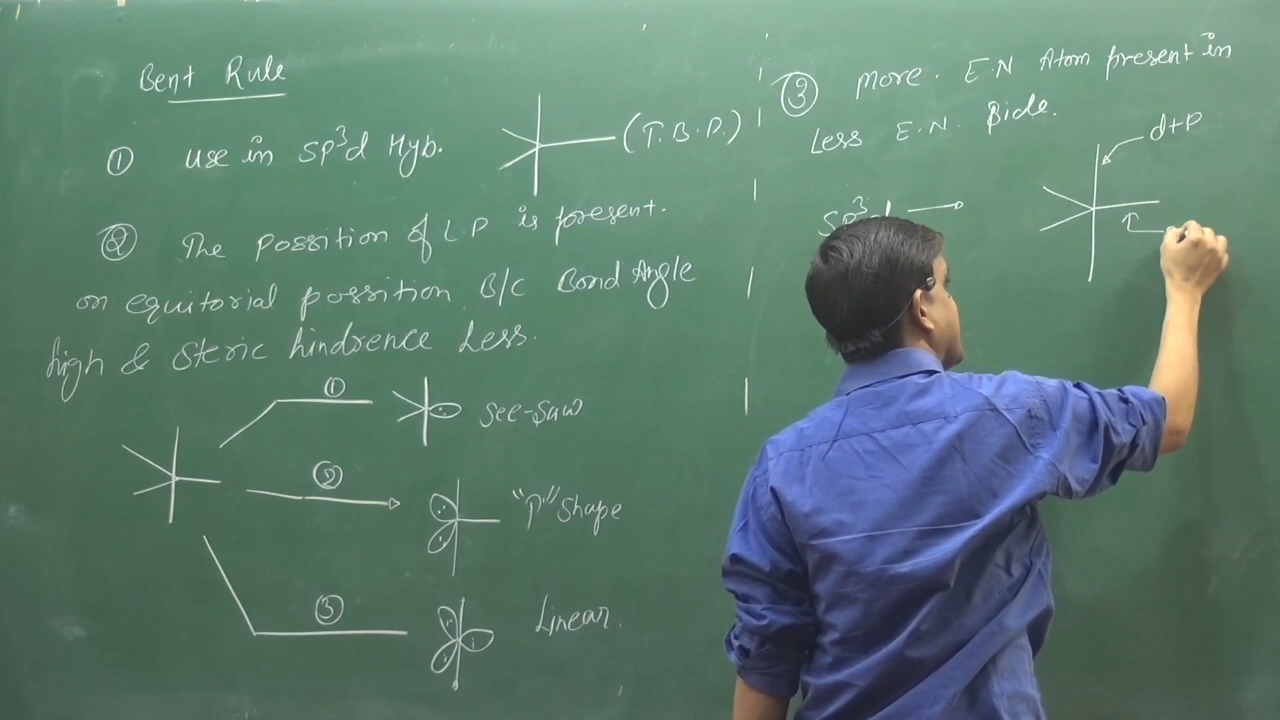 Bent Rule
① Use in SP³d Hyb.
(T.B.P.)
② The possition of L.P is present.
on equitorial possition B/C Bond Angle
high & Steric hindrence Less.
① See-Saw
② "T" Shape
③ Linear.
③ More. E.N Atom present in
Less E.N. Side.
SP³d
d+P